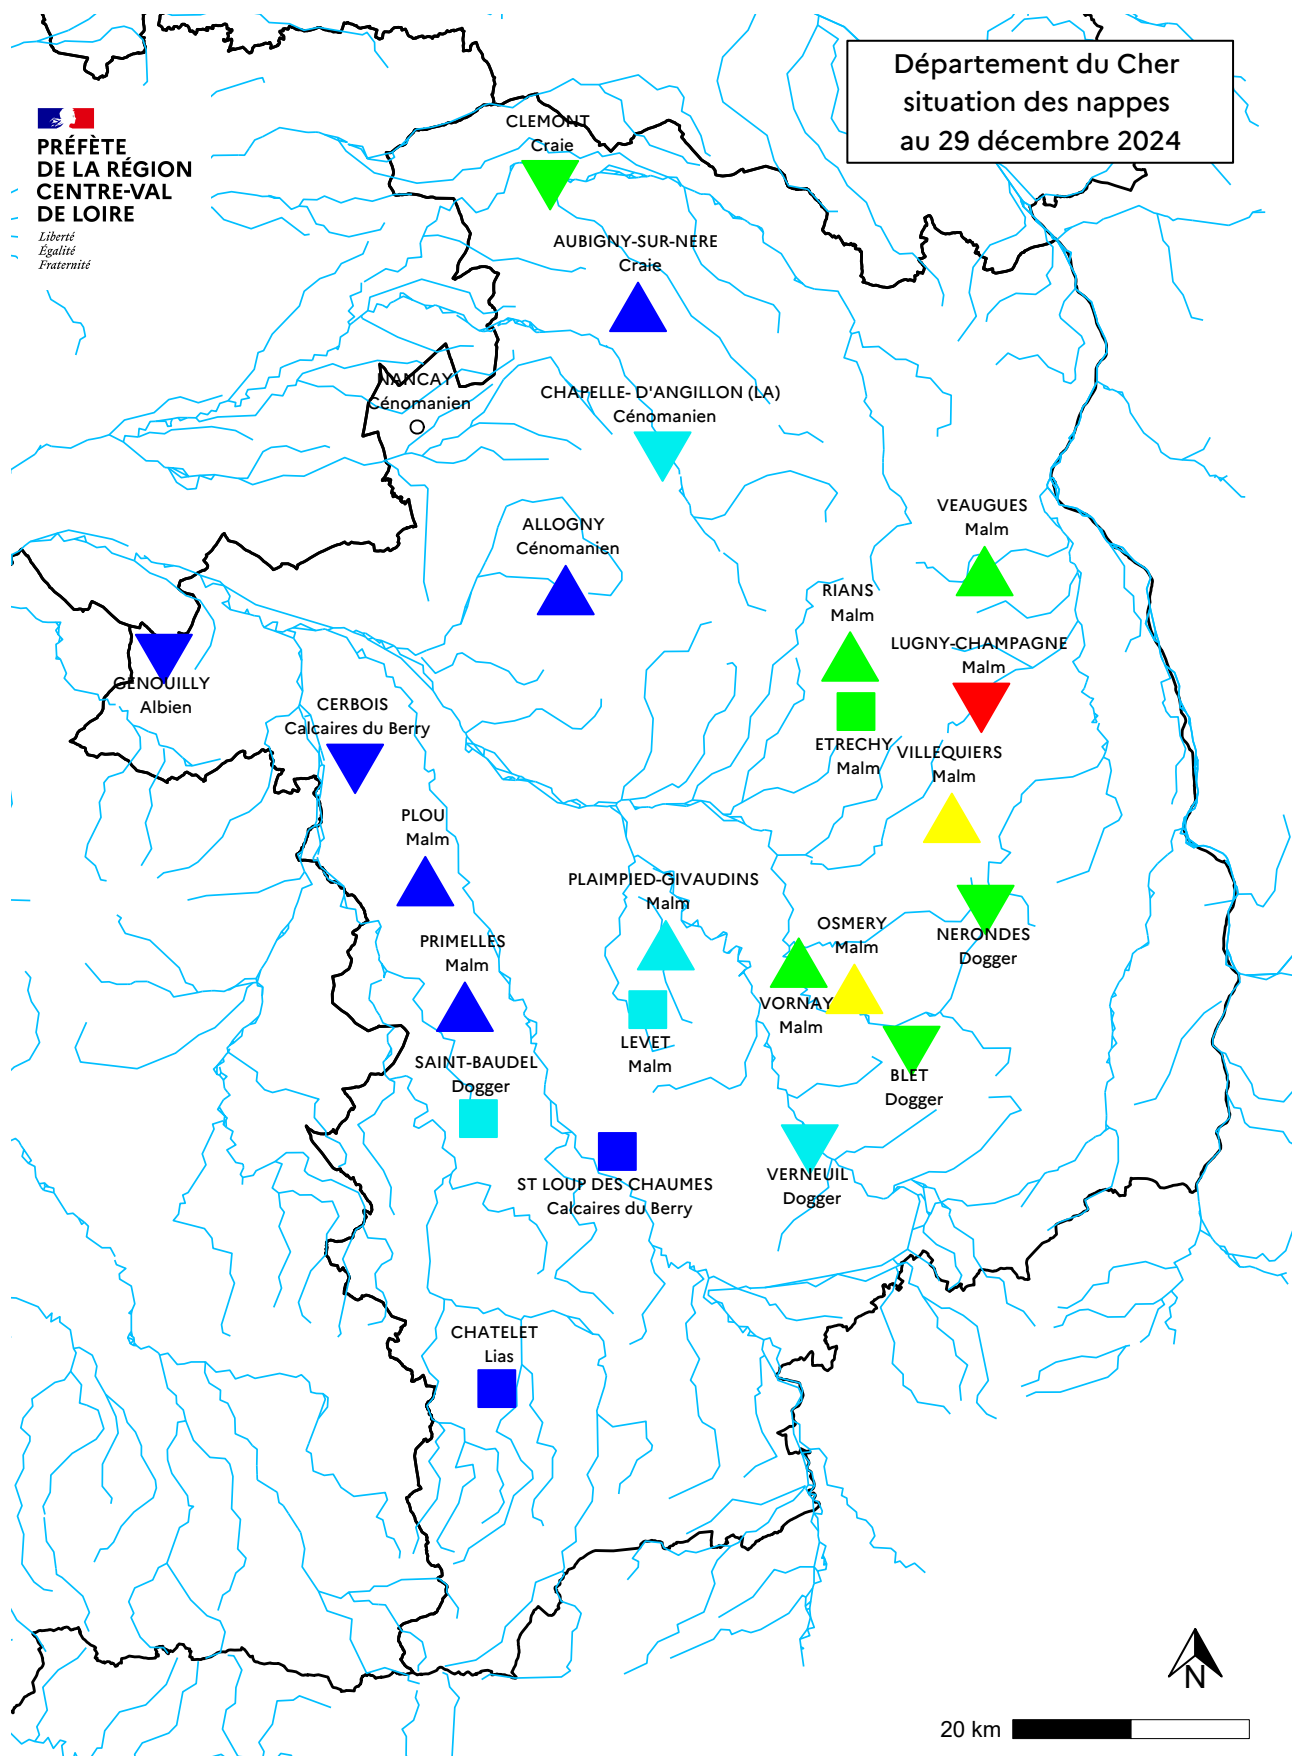 Département du Cher
situation des nappes
au 29 décembre 2024
PRÉFÈTE
DE LA RÉGION
CENTRE-VAL
DE LOIRE
Liberté
Égalité
Fraternité
CLEMONT
Craie
AUBIGNY-SUR-NERE
Craie
NANCAY
Cénomanien
CHAPELLE- D'ANGILLON (LA)
Cénomanien
VEAUGUES
Malm
ALLOGNY
Cénomanien
RIANS
Malm
LUGNY-CHAMPAGNE
Malm
GENOUILLY
Albien
CERBOIS
Calcaires du Berry
ETRECHY
Malm
VILLEQUIERS
Malm
PLOU
Malm
PLAIMPIED-GIVAUDINS
Malm
OSMERY
Malm
NERONDES
Dogger
PRIMELLES
Malm
VORNAY
Malm
LEVET
Malm
SAINT-BAUDEL
Dogger
BLET
Dogger
VERNEUIL
Dogger
ST LOUP DES CHAUMES
Calcaires du Berry
CHATELET
Lias
N
20 km